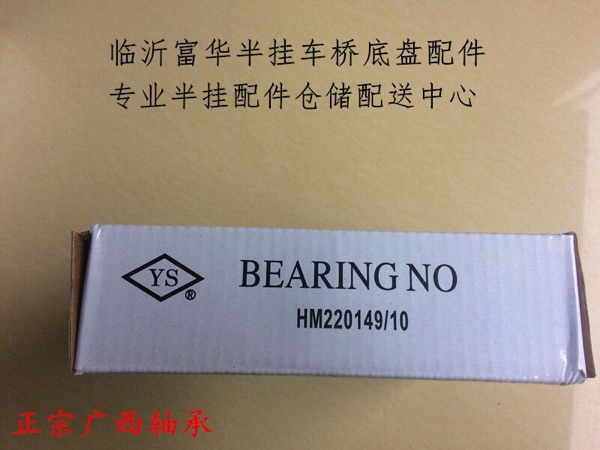 临沂富华半挂车桥底盘配件
专业半挂配件仓储配送中心
YS®
BEARING NO
HM220149/10
正宗广西轴承